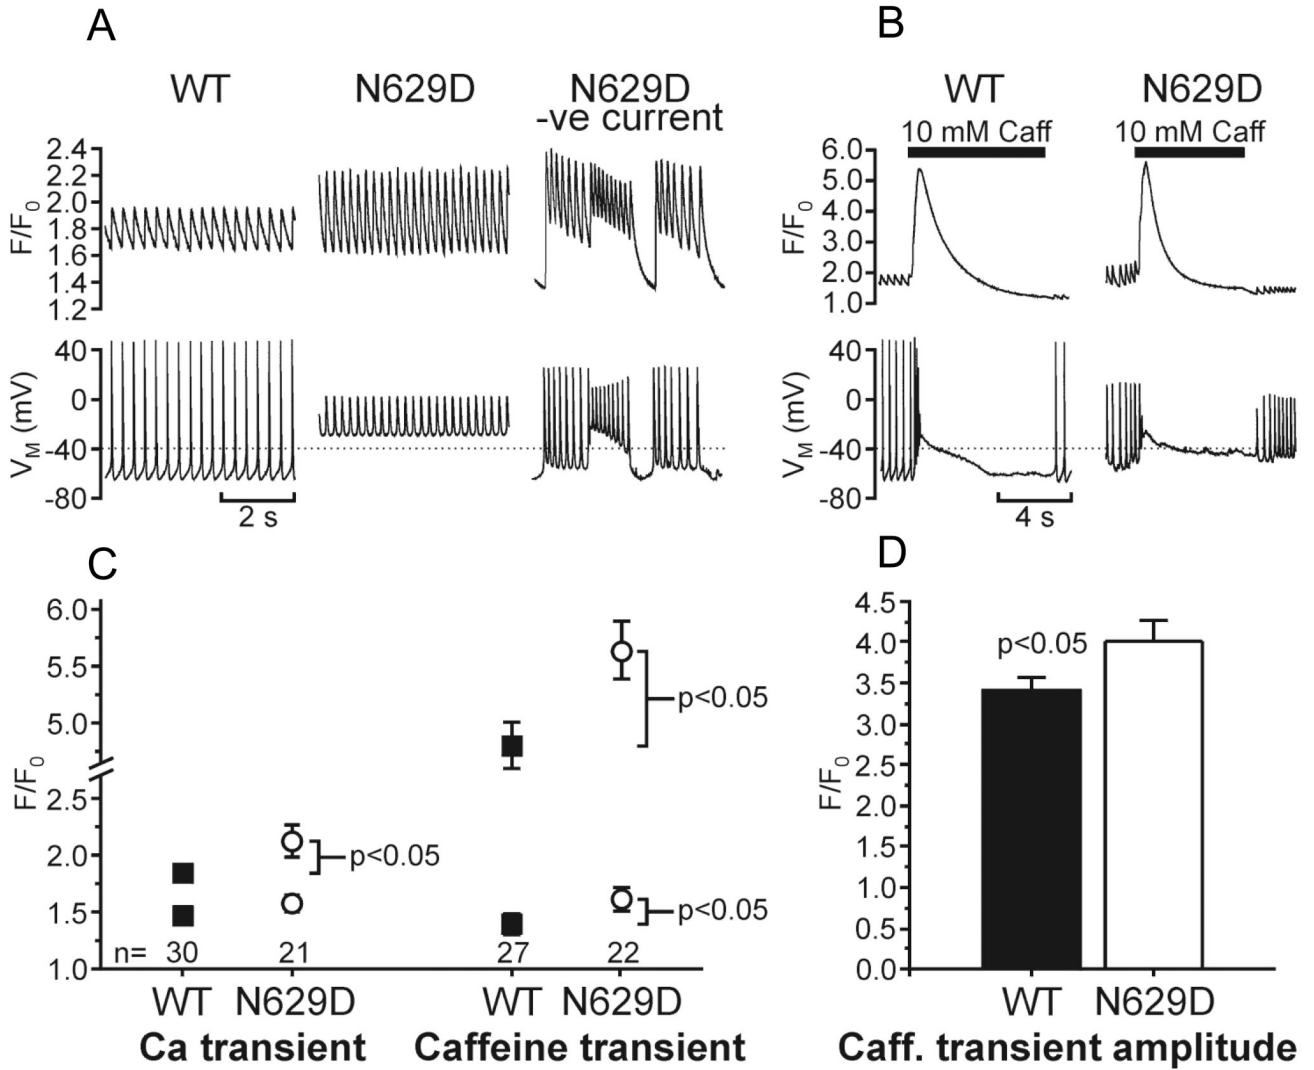 A
WT
N629D
N629D
-ve current
2.4
2.2
2.0
1.8
1.6
1.4
1.2
F/F0
40
0
-40
-80
VM (mV)
2 s
B
WT
N629D
10 mM Caff
10 mM Caff
6.0
5.0
4.0
3.0
2.0
1.0
F/F0
40
0
-40
-80
VM (mV)
4 s
C
6.0
5.5
5.0
2.5
2.0
1.5
1.0
F/F0
p<0.05
p<0.05
p<0.05
n= 30 21 27 22
WT N629D WT N629D
Ca transient Caffeine transient
D
4.5
4.0
3.5
3.0
2.5
2.0
1.5
1.0
0.5
0.0
F/F0
p<0.05
WT N629D
Caff. transient amplitude